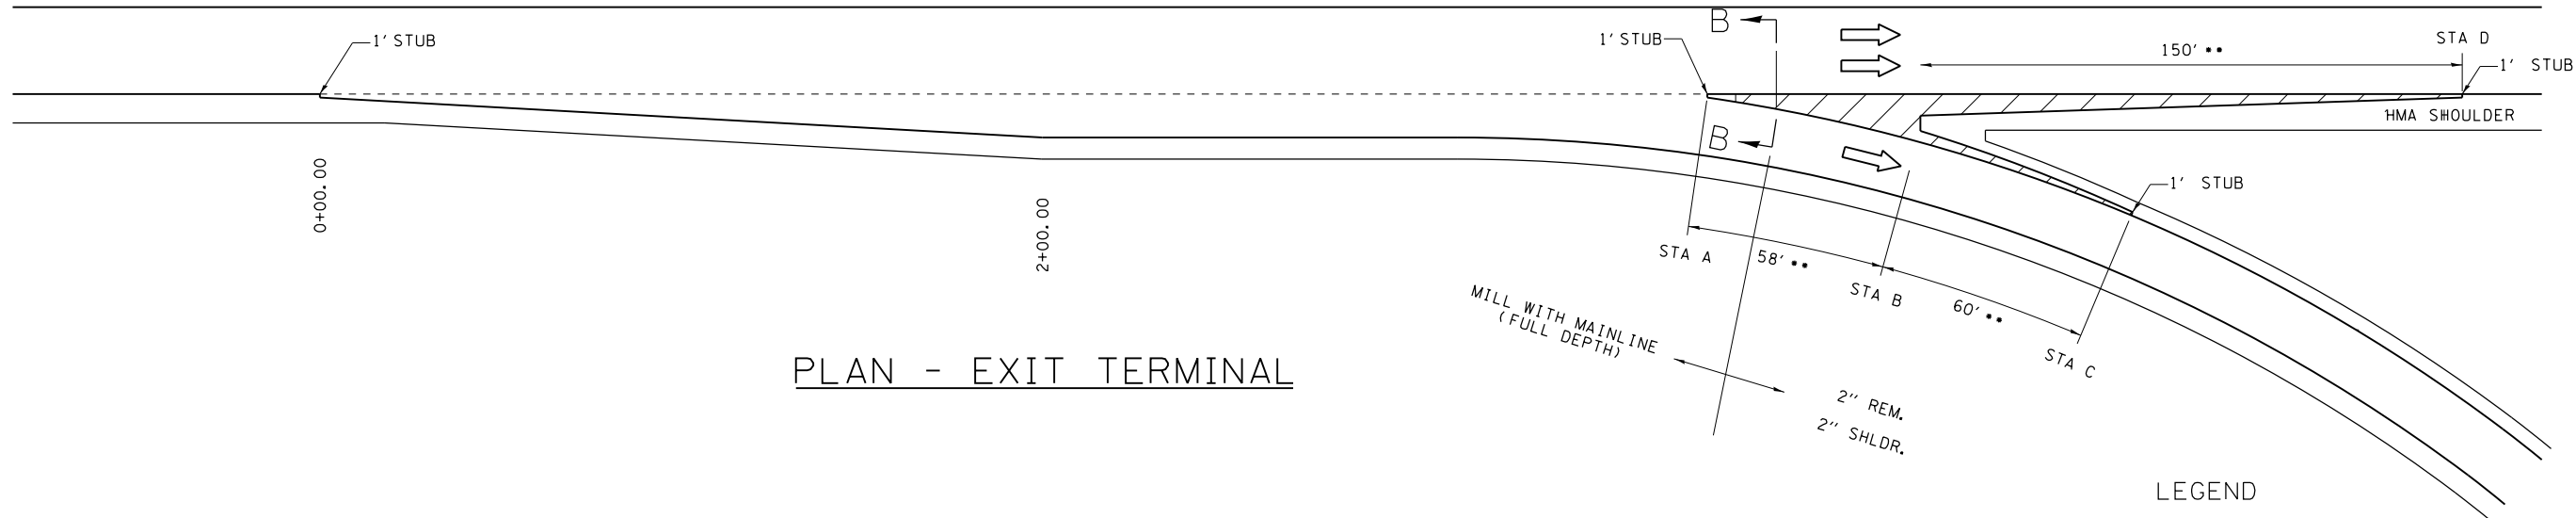 1' STUB
1' STUB
B
150' **
STA D
1' STUB
HMA SHOULDER
B
0+00.00
2+00.00
1' STUB
STA A
58' **
STA B
60' **
STA C
MILL WITH MAINLINE
(FULL DEPTH)
2'' REM.
2'' SHLDR.
PLAN - EXIT TERMINAL
LEGEND